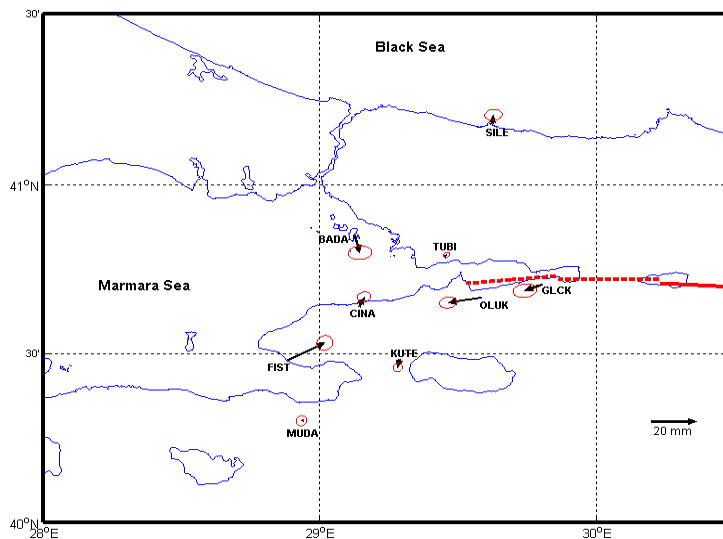 30'
Black Sea
SILE
41°N
BADA
TUBI
Marmara Sea
GLCK
OLUK
CINA
30'
KUTE
FIST
20 mm
MUDA
40°N
28°E
29°E
30°E